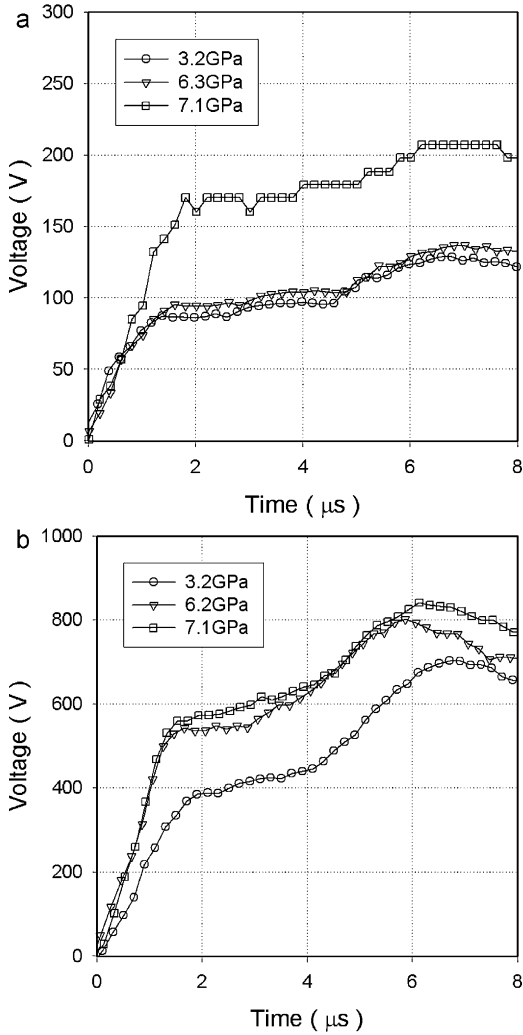 a
300
250
200
150
100
50
0
Voltage ( V )
3.2GPa
6.3GPa
7.1GPa
0 2 4 6 8
Time ( μs )
b
1000
800
600
400
200
0
Voltage ( V )
3.2GPa
6.2GPa
7.1GPa
0 2 4 6 8
Time ( μs )